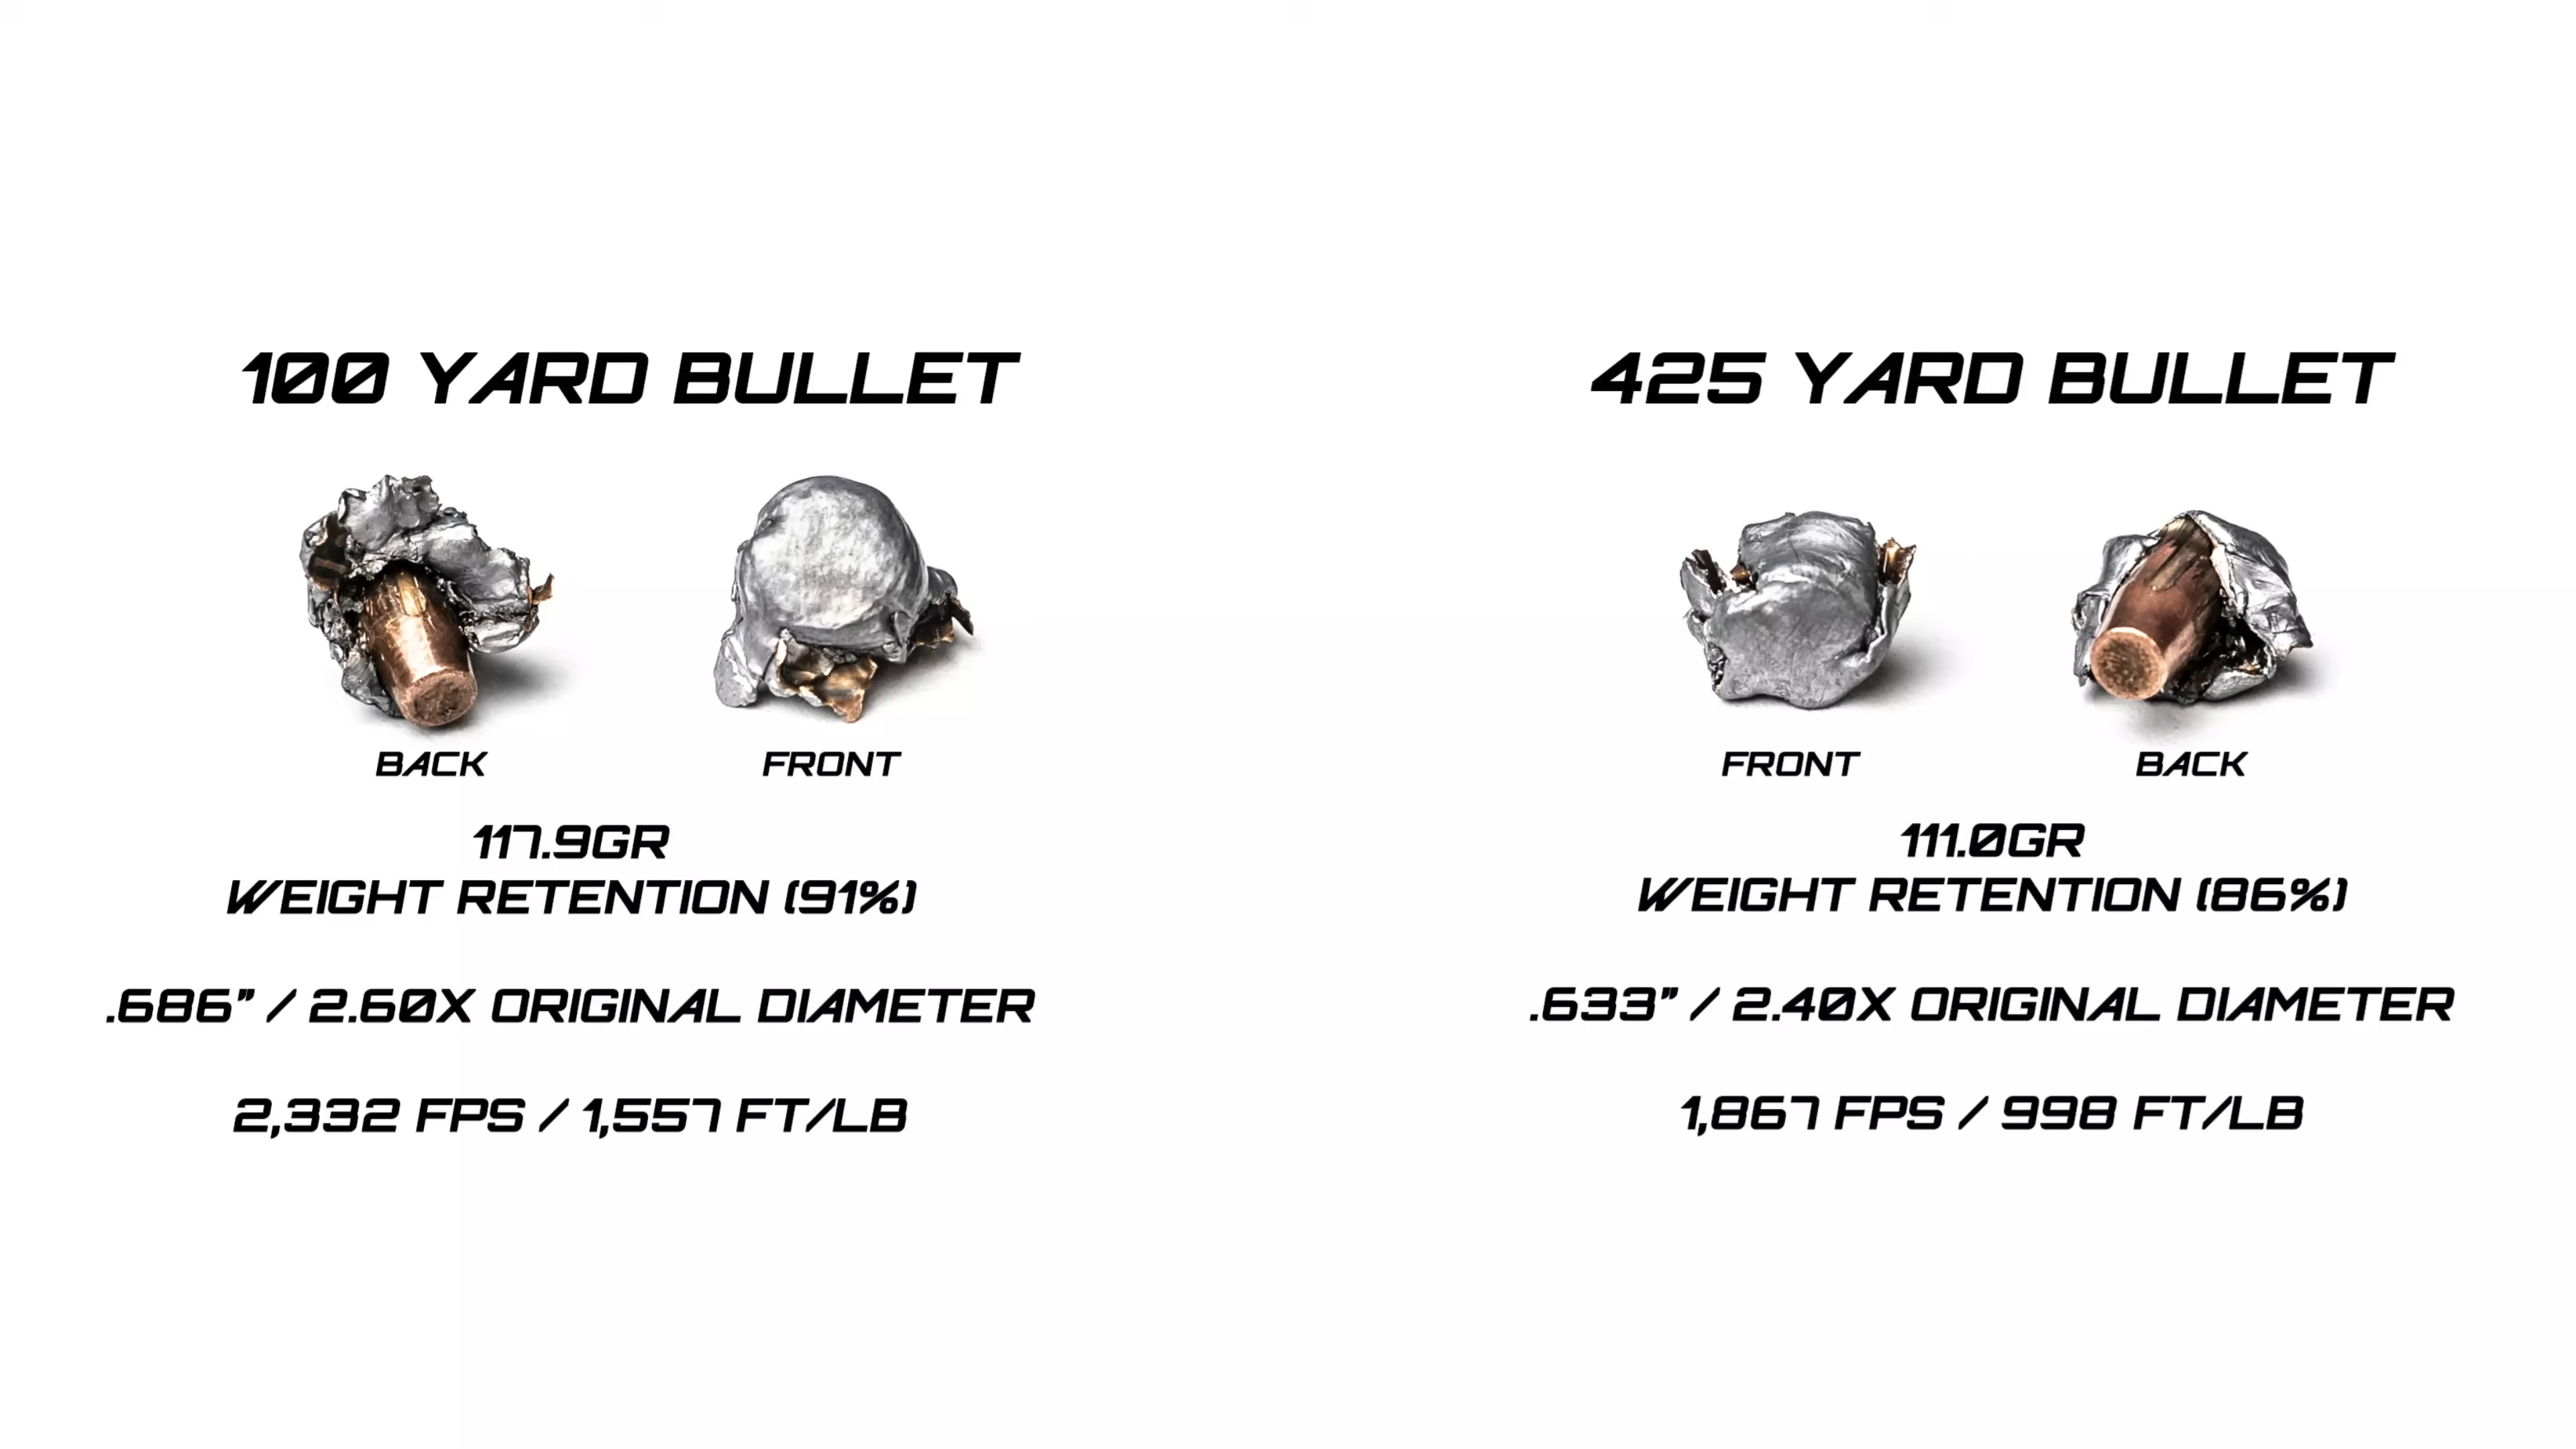 100 YARD BULLET
BACK
FRONT
117.9GR
WEIGHT RETENTION (91%)
.686" / 2.60X ORIGINAL DIAMETER
2,332 FPS / 1,557 FT/LB
425 YARD BULLET
FRONT
BACK
111.0GR
WEIGHT RETENTION (86%)
.633" / 2.40X ORIGINAL DIAMETER
1,867 FPS / 998 FT/LB